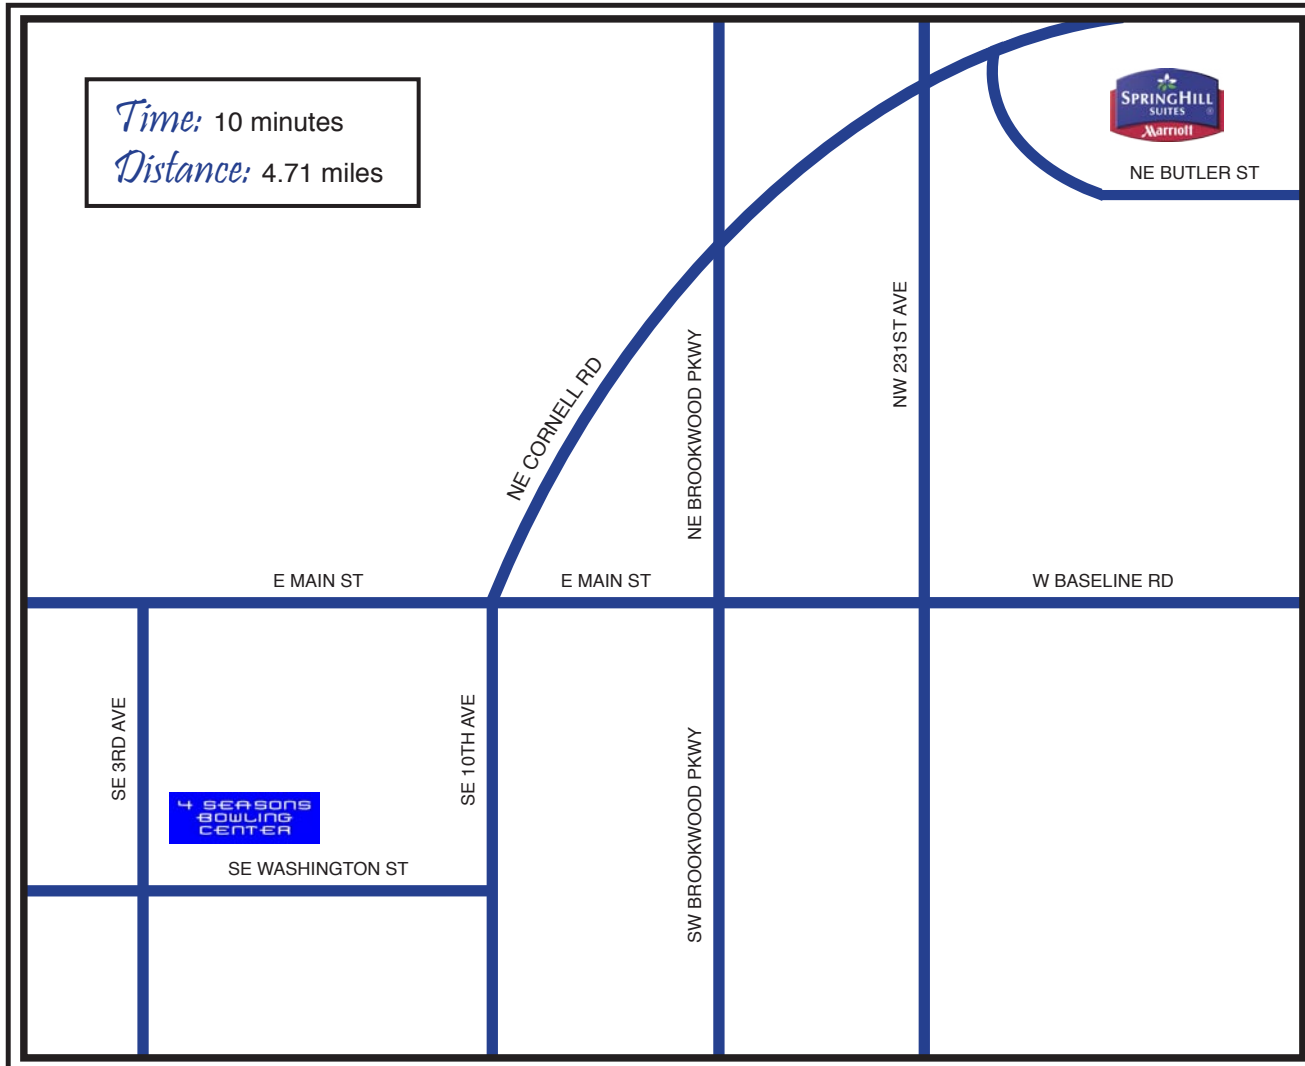 Time: 10 minutes
Distance: 4.71 miles
SPRINGHILL
SUITES ®
Marriott
NE BUTLER ST
NW 231ST AVE
NE BROOKWOOD PKWY
NE CORNELL RD
E MAIN ST
E MAIN ST
W BASELINE RD
SE 3RD AVE
SE 10TH AVE
SW BROOKWOOD PKWY
4 SEASONS
BOWLING
CENTER
SE WASHINGTON ST